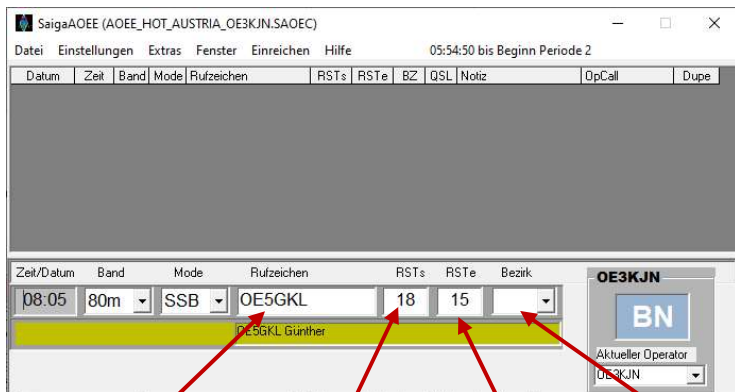 SaigaAOEE (AOEE_HOT_AUSTRIA_OE3KJN.SAOEC)
Datei Einstellungen Extras Fenster Einreichen Hilfe 05:54:50 bis Beginn Periode 2
Datum Zeit Band Mode Rufzeichen RSTs RSTe BZ QSL Notiz OpCall Dupe
Zeit/Datum Band Mode Rufzeichen RSTs RSTe Bezirk
08:05 80m SSB OE5GKL 18 15
OE5GKL Günther
OE3KJN
BN
Aktueller Operator
OE3KJN